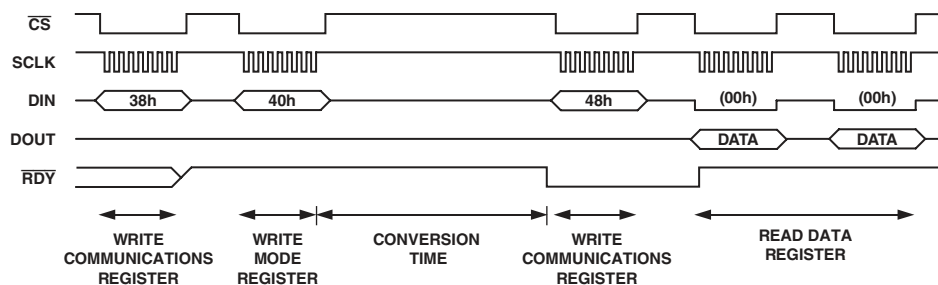 CS
SCLK
DIN 38h 40h 48h (00h) (00h)
DOUT DATA DATA
RDY
WRITE
COMMUNICATIONS
REGISTER
WRITE
MODE
REGISTER
CONVERSION
TIME
WRITE
COMMUNICATIONS
REGISTER
READ DATA
REGISTER